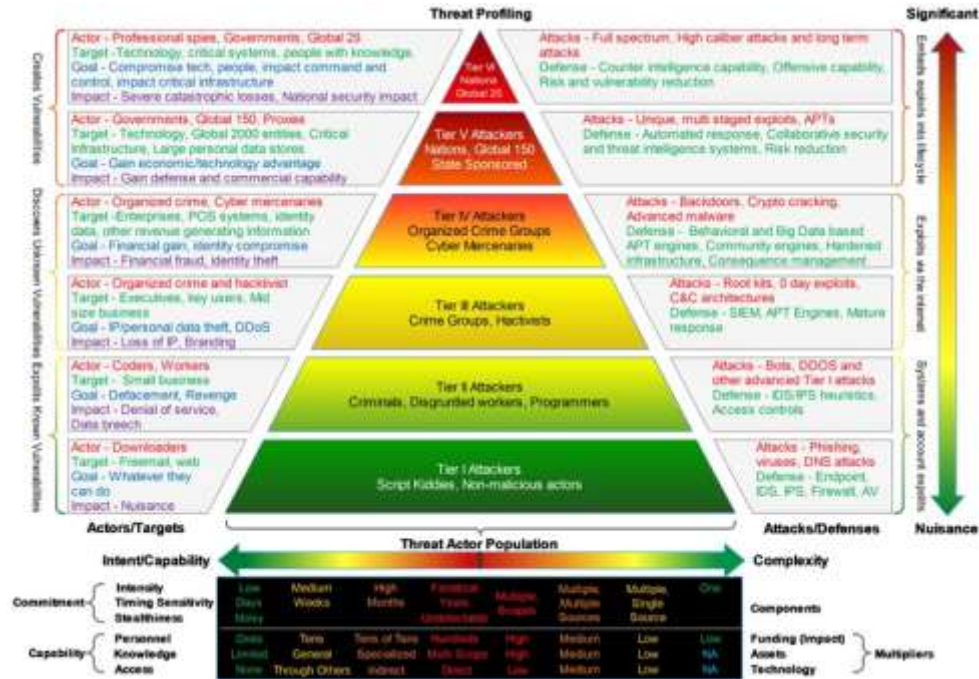 Threat Profiling
Significant
Actor - Professional spies, Governments, Global 25
Target -Technology, critical systems, people with knowledge,
Goal - Compromise tech, people, impact command and
control, impact critical infrastructure
Impact - Severe catastrophic losses, National security impact
Tier VI
Nations
Global 25
Attacks - Full spectrum, High caliber attacks and long term
attacks
Defense - Counter intelligence capability, Offensive capability,
Risk and vulnerability reduction
Creates Vulnerabilities
Embeds exploits into lifecycle
Actor - Governments, Global 150, Proxies
Target - Technology, Global 2000 entities, Critical
Infrastructure, Large personal data stores
Goal - Gain economic/technology advantage
Impact - Gain defense and commercial capability
Tier V Attackers
Nations, Global 150
State Sponsored
Attacks - Unique, multi staged exploits, APTs
Defense - Automated response, Collaborative security
and threat intelligence systems, Risk reduction
Actor - Organized crime, Cyber mercenaries
Target -Enterprises, POS systems, identity
data, other revenue generating information
Goal - Financial gain, identity compromise
Impact - Financial fraud, identity theft
Tier IV Attackers
Organized Crime Groups
Cyber Mercenaries
Attacks - Backdoors, Crypto cracking,
Advanced malware
Defense - Behavioral and Big Data based
APT engines, Community engines, Hardened
infrastructure, Consequence management
Discovers Unknown Vulnerabilities
Exploits via the internet
Actor - Organized crime and hacktivist
Target - Executives, key users, Mid
size business
Goal - IP/personal data theft, DDoS
Impact - Loss of IP, Branding
Tier III Attackers
Crime Groups, Hactivists
Attacks - Root kits, 0 day exploits,
C&C architectures
Defense - SIEM, APT Engines, Mature
response
Actor - Coders, Workers
Target - Small business
Goal - Defacement, Revenge
Impact - Denial of service,
Data breech
Tier II Attackers
Criminals, Disgruntled workers, Programmers
Attacks - Bots, DDOS and
other advanced Tier I attacks
Defense - IDS/IPS heuristics,
Access controls
Exploits Known Vulnerabilities
Systems and account exploits
Actor - Downloaders
Target - Freemail, web
Goal - Whatever they
can do
Impact - Nuisance
Tier I Attackers
Script Kiddies, Non-malicious actors
Attacks - Phishing,
viruses, DNS attacks
Defense - Endpoint,
IDS, IPS, Firewall, AV
Actors/Targets
Attacks/Defenses
Nuisance
Threat Actor Population
Intent/Capability
Complexity
Commitment
Intensity Low Medium High Fanatical Multiple, Multiple, One
Timing Sensitivity Days Weeks Months Years Multiple Single
Stealthiness Noisy Sources Source
Multiple
Components
Capability
Personnel Ones Tens Tens of Tens Hundreds High Medium Low Low Funding (Impact)
Knowledge Limited General Specialized High Medium Low NA Assets
Access None Through Others Indirect Direct Low Medium Low NA Technology
Multipliers